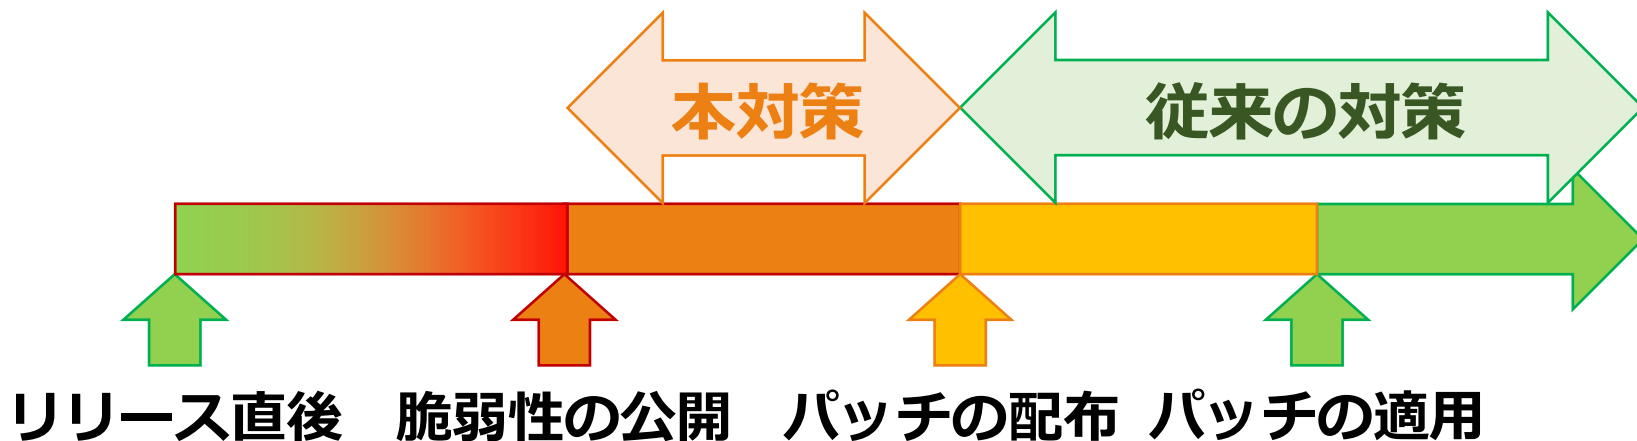 本対策
従来の対策
リリース直後
脆弱性の公開
パッチの配布
パッチの適用